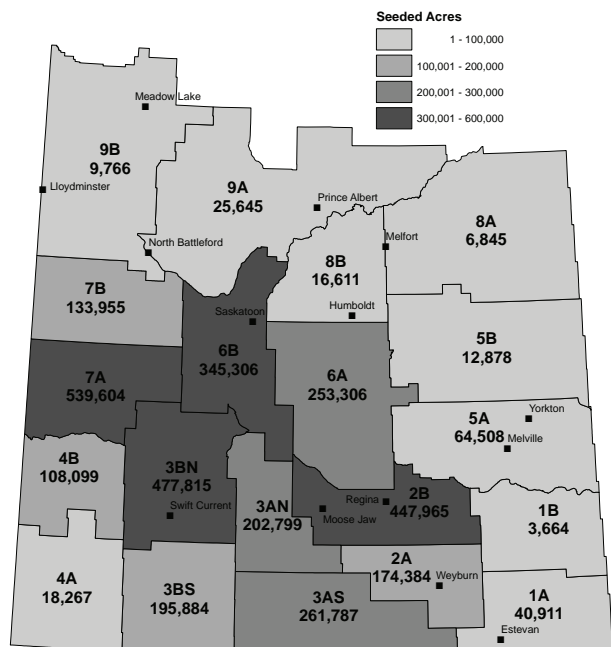 Seeded Acres
1 - 100,000
100,001 - 200,000
200,001 - 300,000
300,001 - 600,000
Meadow Lake
9B
9,766
Lloydminster
9A
25,645
Prince Albert
North Battleford
Melfort
8A
6,845
8B
16,611
Humboldt
7B
133,955
Saskatoon
6B
345,306
5B
12,878
6A
253,306
7A
539,604
5A
64,508
Yorkton
Melville
4B
108,099
3BN
477,815
Swift Current
3AN
202,799
Regina
Moose Jaw
2B
447,965
1B
3,664
2A
174,384
Weyburn
4A
18,267
3BS
195,884
3AS
261,787
1A
40,911
Estevan